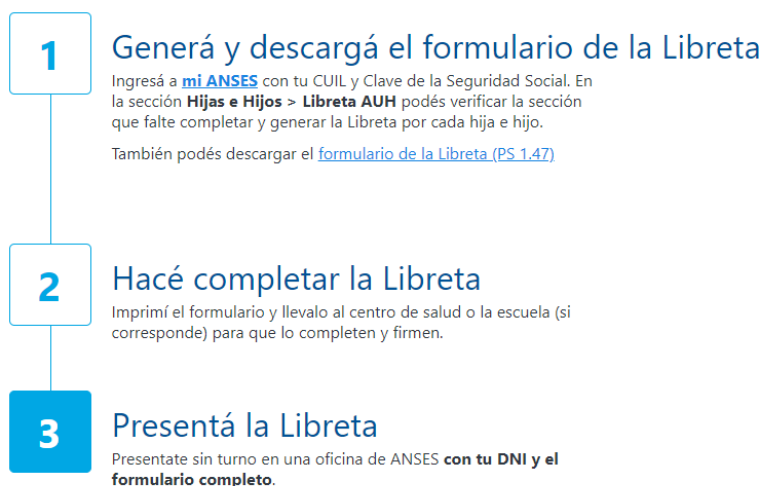 1
Generá y descargá el formulario de la Libreta
Ingresá a mi ANSES con tu CUIL y Clave de la Seguridad Social. En
la sección Hijas e Hijos > Libreta AUH podés verificar la sección
que falte completar y generar la Libreta por cada hija e hijo.
También podés descargar el formulario de la Libreta (PS 1.47)
2
Hacé completar la Libreta
Imprimí el formulario y llevalo al centro de salud o la escuela (si
corresponde) para que lo completen y firmen.
3
Presentá la Libreta
Presentate sin turno en una oficina de ANSES con tu DNI y el
formulario completo.